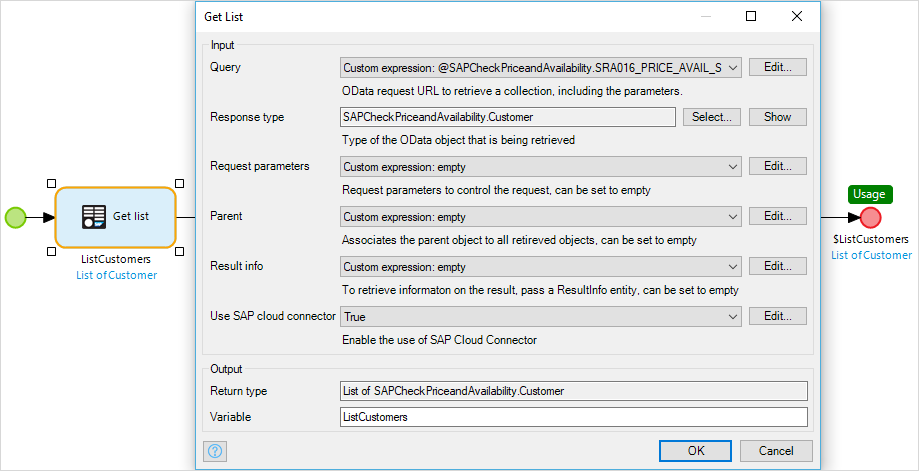 Get List
Input
Query
Custom expression: @SAPCheckPriceandAvailability.SRA016_PRICE_AVAIL_S
Edit...
OData request URL to retrieve a collection, including the parameters.
Response type
SAPCheckPriceandAvailability.Customer
Select...
Show
Type of the OData object that is being retrieved
Request parameters
Custom expression: empty
Edit...
Request parameters to control the request, can be set to empty
Parent
Custom expression: empty
Edit...
Associates the parent object to all retireved objects, can be set to empty
Result info
Custom expression: empty
Edit...
To retrieve informaton on the result, pass a ResultInfo entity, can be set to empty
Use SAP cloud connector
True
Edit...
Enable the use of SAP Cloud Connector
Output
Return type
List of SAPCheckPriceandAvailability.Customer
Variable
ListCustomers
?
OK
Cancel
Get list
ListCustomers
List of Customer
Usage
$ListCustomers
List of Customer